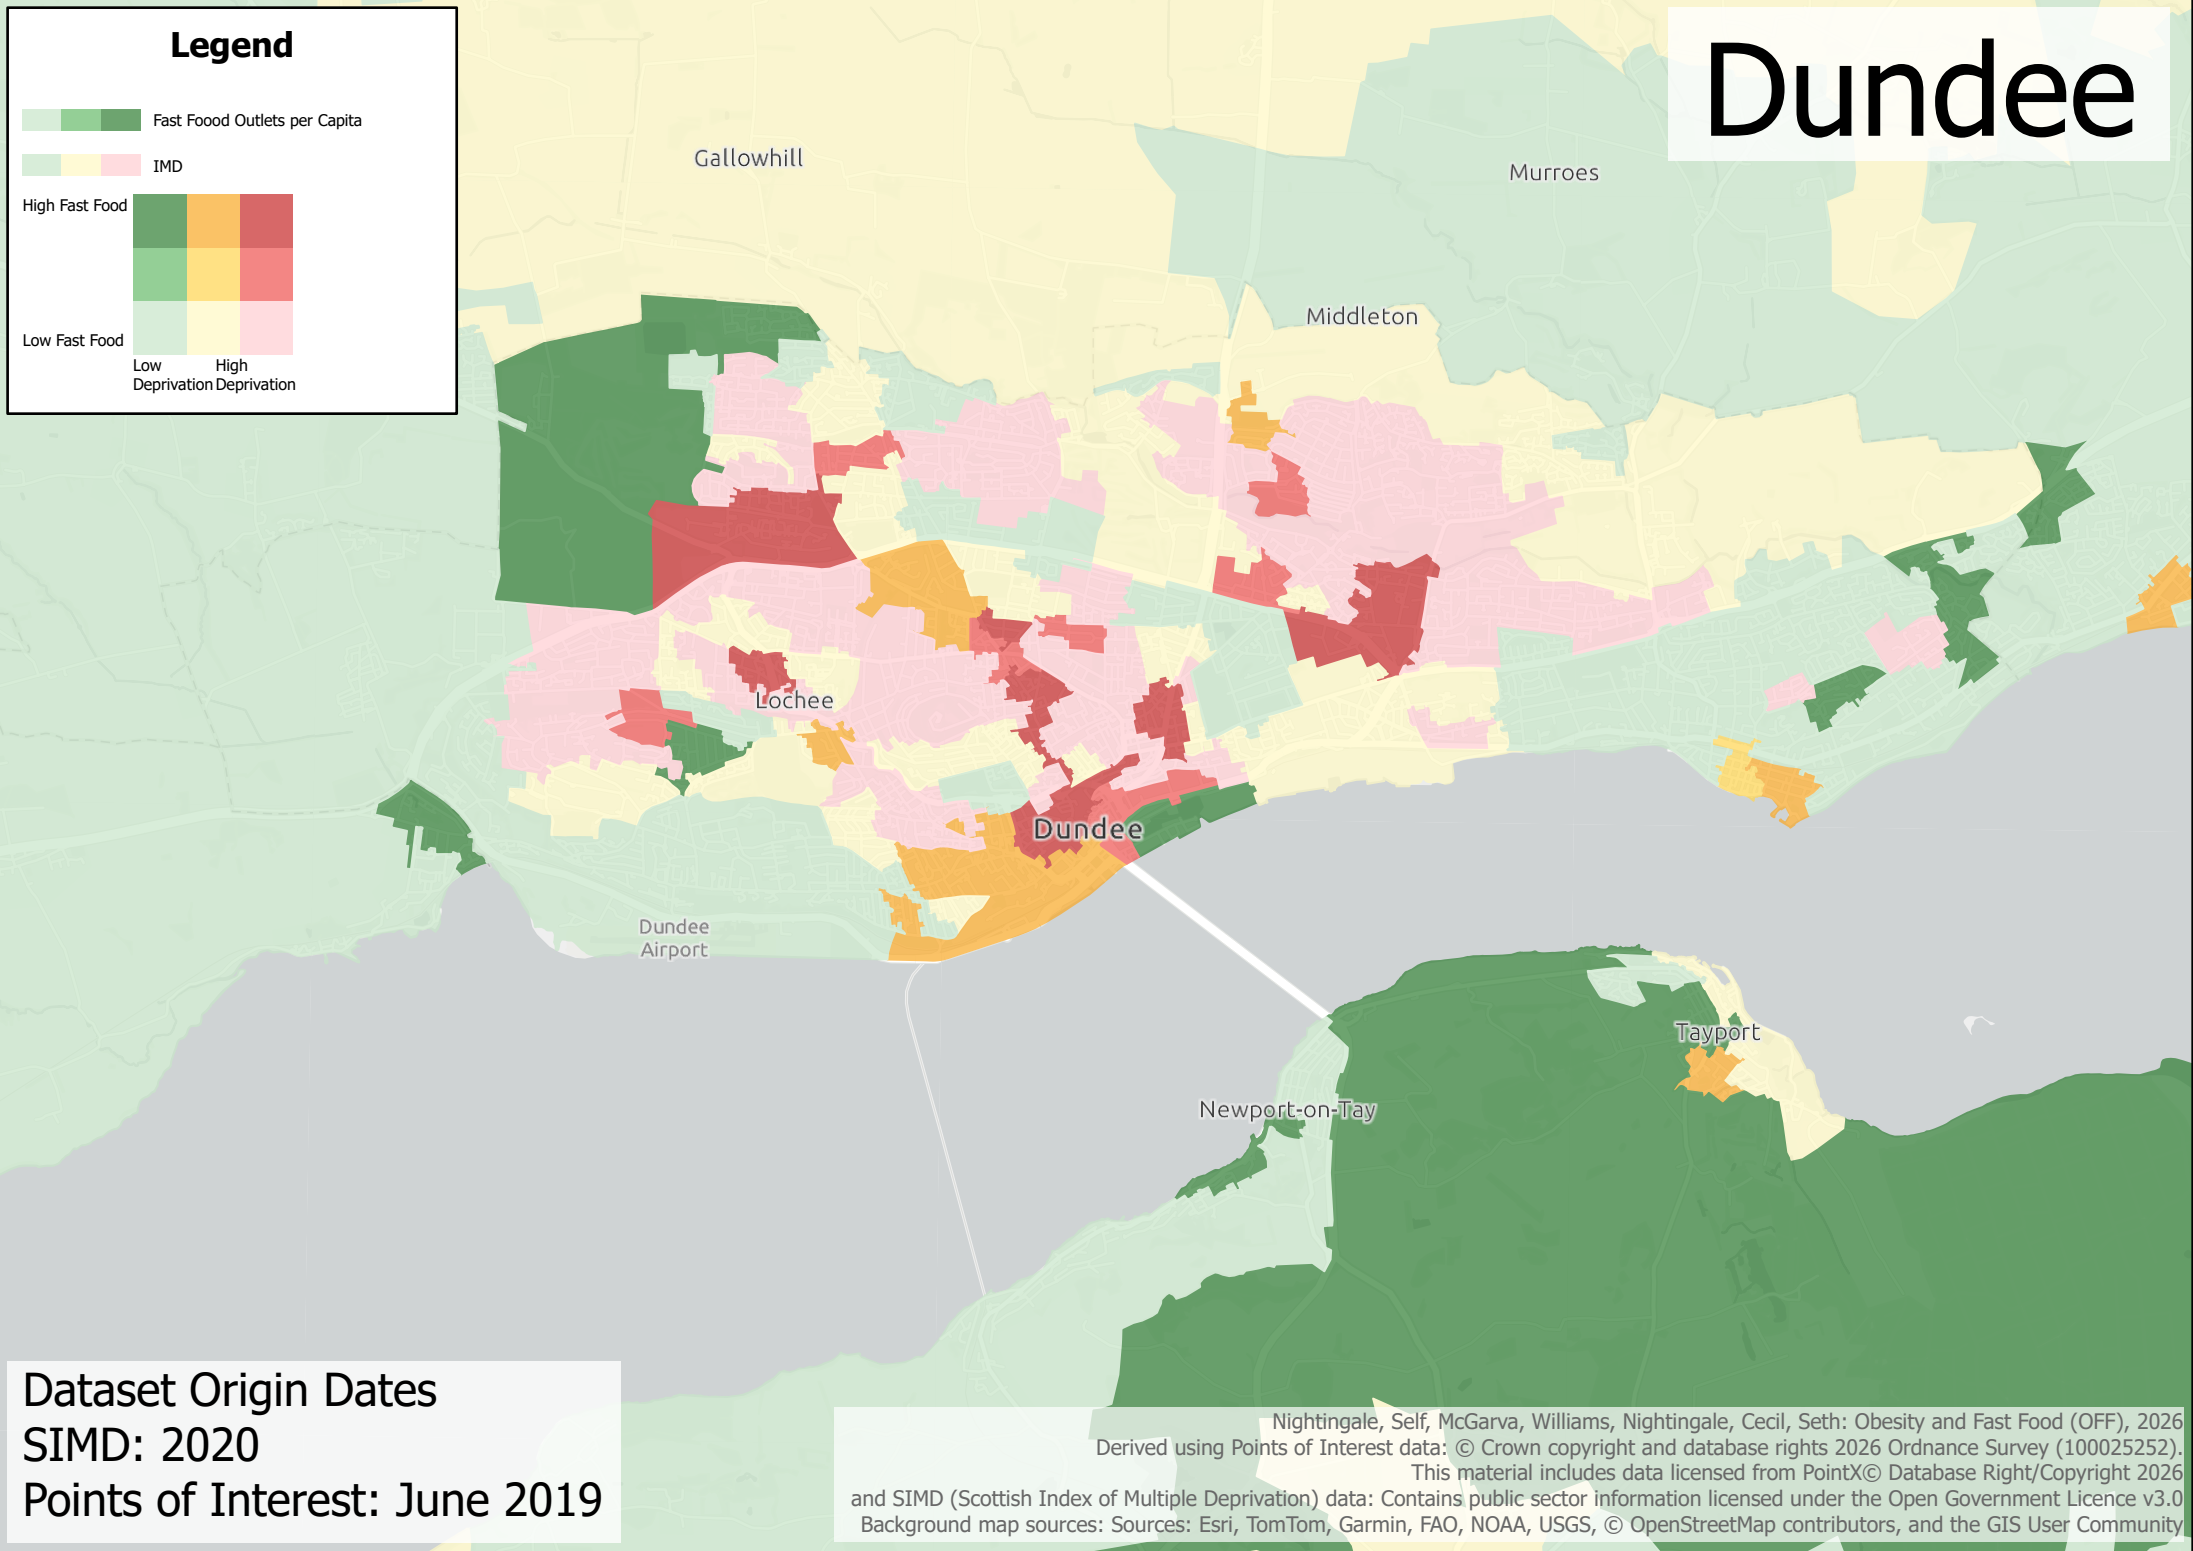 Legend
Fast Foood Outlets per Capita
IMD
High Fast Food
Low Fast Food
Low High
Deprivation Deprivation
Dundee
Gallowhill
Murroes
Middleton
Lochee
Dundee
Dundee
Airport
Tayport
Newport-on-Tay
Dataset Origin Dates
SIMD: 2020
Points of Interest: June 2019
Nightingale, Self, McGarva, Williams, Nightingale, Cecil, Seth: Obesity and Fast Food (OFF), 2026
Derived using Points of Interest data: © Crown copyright and database rights 2026 Ordnance Survey (100025252).
This material includes data licensed from PointX© Database Right/Copyright 2026
and SIMD (Scottish Index of Multiple Deprivation) data: Contains public sector information licensed under the Open Government Licence v3.0
Background map sources: Sources: Esri, TomTom, Garmin, FAO, NOAA, USGS, © OpenStreetMap contributors, and the GIS User Community